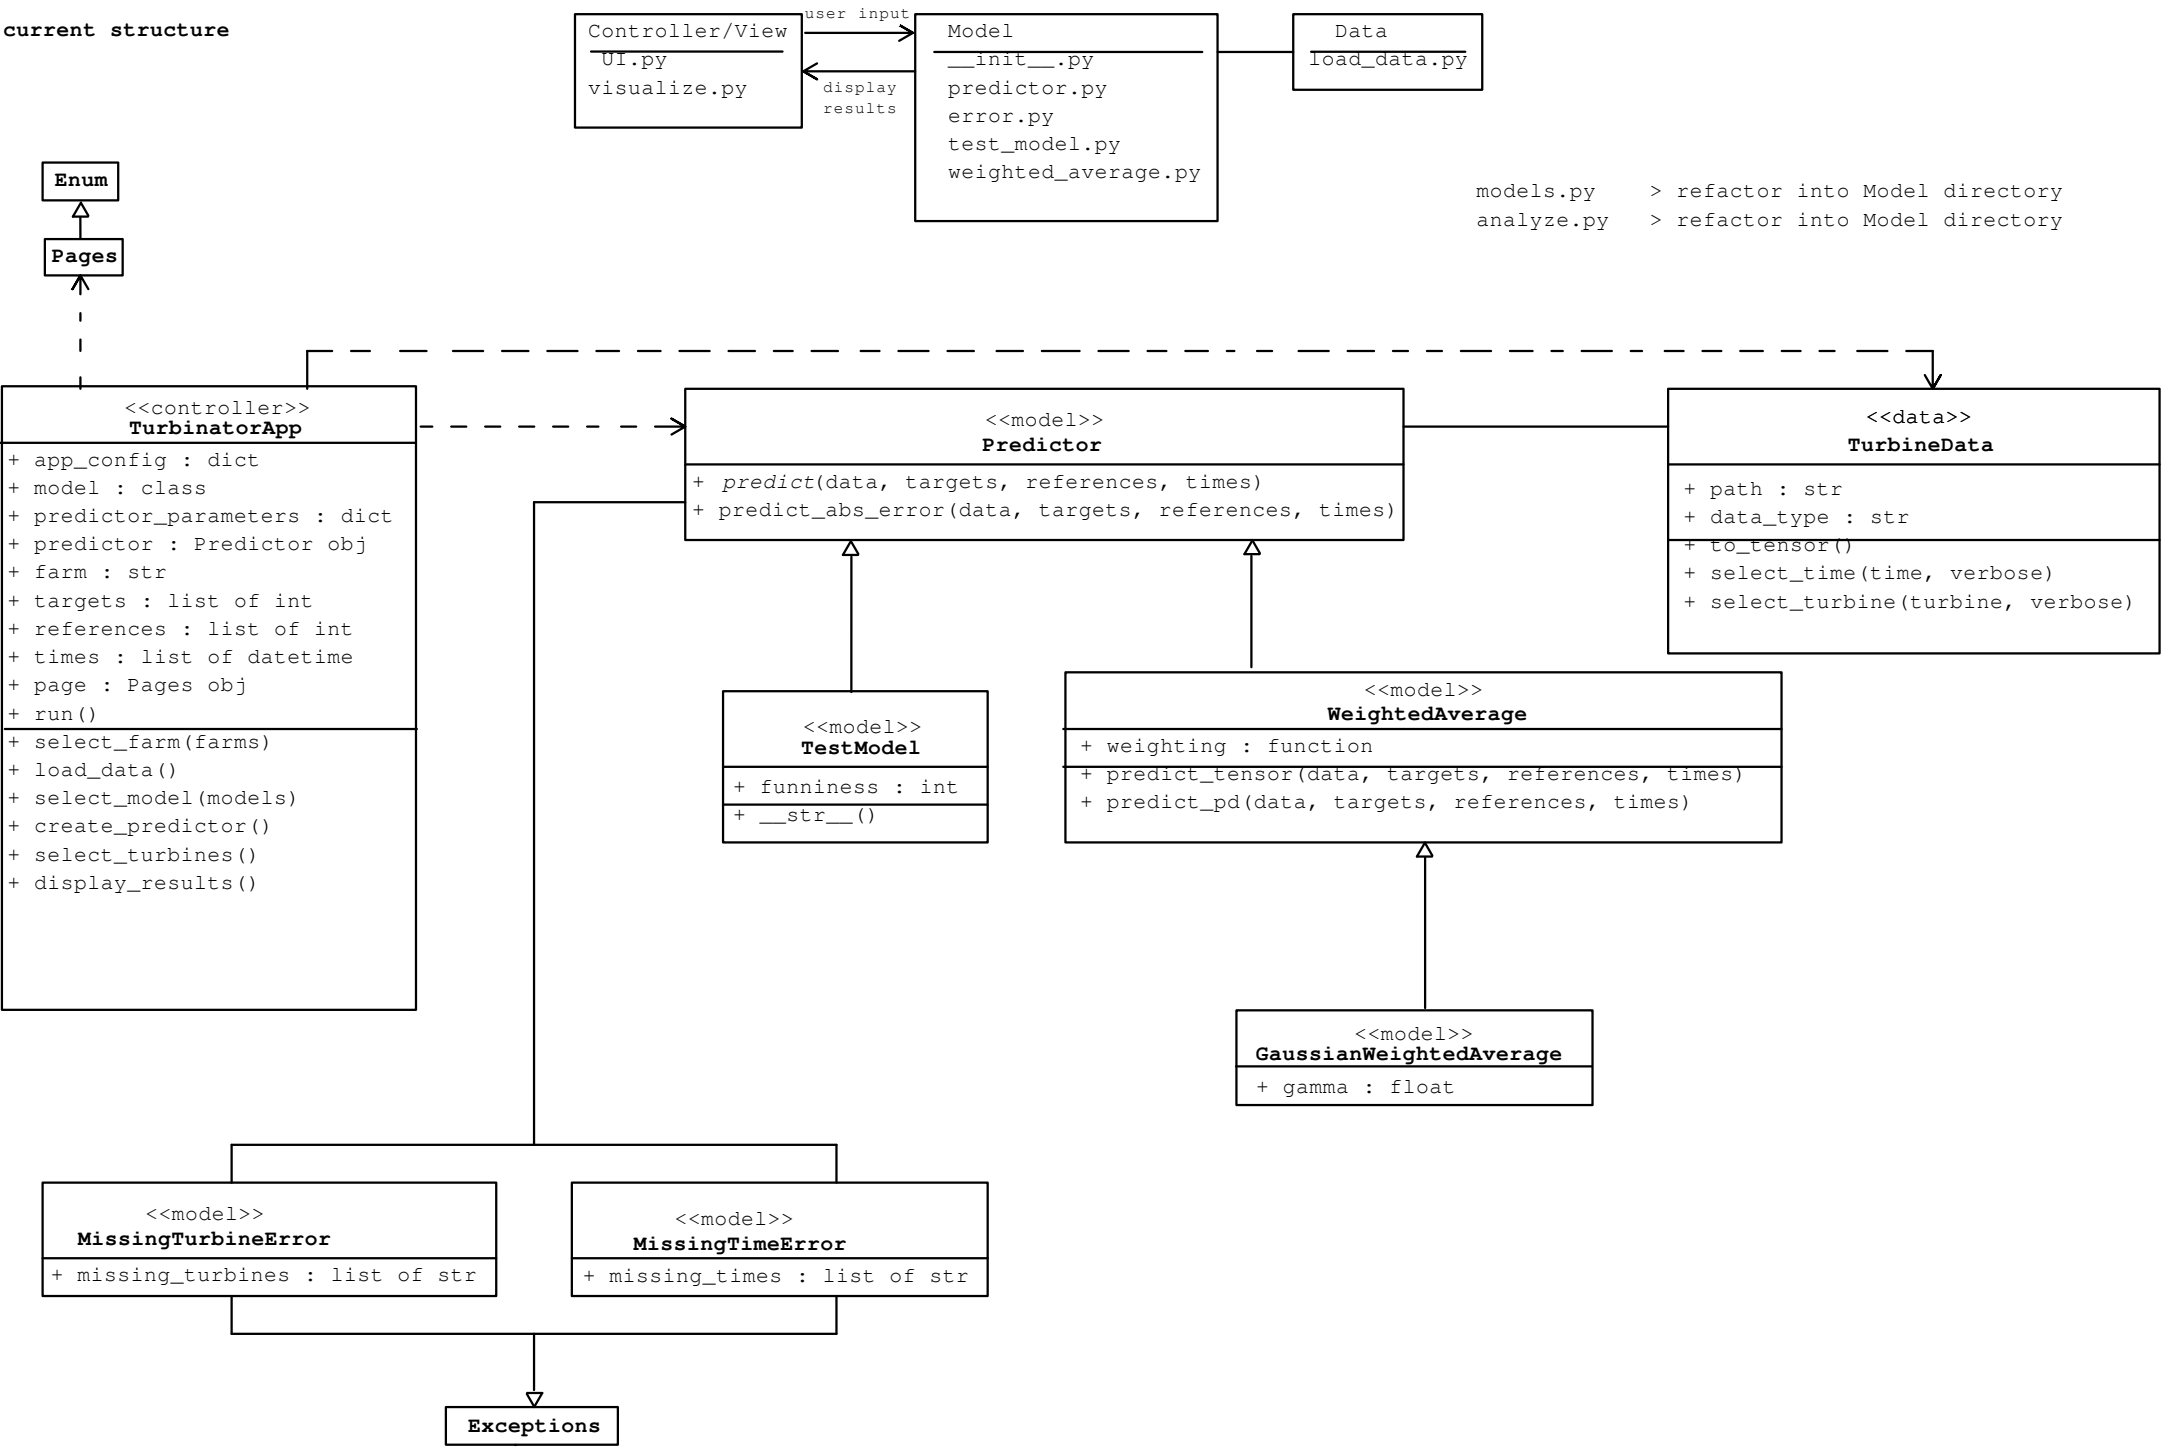 current structure
Controller/View
UI.py
visualize.py
user input
display
results
Model
__init__.py
predictor.py
error.py
test_model.py
weighted_average.py
Data
load_data.py
models.py > refactor into Model directory
analyze.py > refactor into Model directory
Enum
Pages
<<controller>>
TurbinatorApp
+ app_config : dict
+ model : class
+ predictor_parameters : dict
+ predictor : Predictor obj
+ farm : str
+ targets : list of int
+ references : list of int
+ times : list of datetime
+ page : Pages obj
+ run()
+ select_farm(farms)
+ load_data()
+ select_model(models)
+ create_predictor()
+ select_turbines()
+ display_results()
<<model>>
Predictor
+ predict(data, targets, references, times)
+ predict_abs_error(data, targets, references, times)
<<data>>
TurbineData
+ path : str
+ data_type : str
+ to_tensor()
+ select_time(time, verbose)
+ select_turbine(turbine, verbose)
<<model>>
TestModel
+ funniness : int
+ __str__()
<<model>>
WeightedAverage
+ weighting : function
+ predict_tensor(data, targets, references, times)
+ predict_pd(data, targets, references, times)
<<model>>
GaussianWeightedAverage
+ gamma : float
<<model>>
MissingTurbineError
+ missing_turbines : list of str
<<model>>
MissingTimeError
+ missing_times : list of str
Exceptions